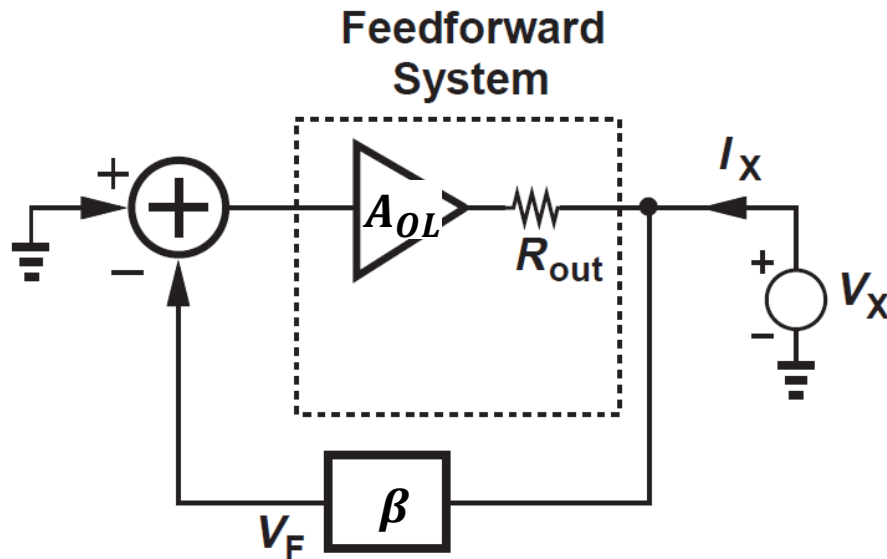 Feedforward
System
+
+
−
A_OL
R_out
I_X
+
−
V_X
β
V_F